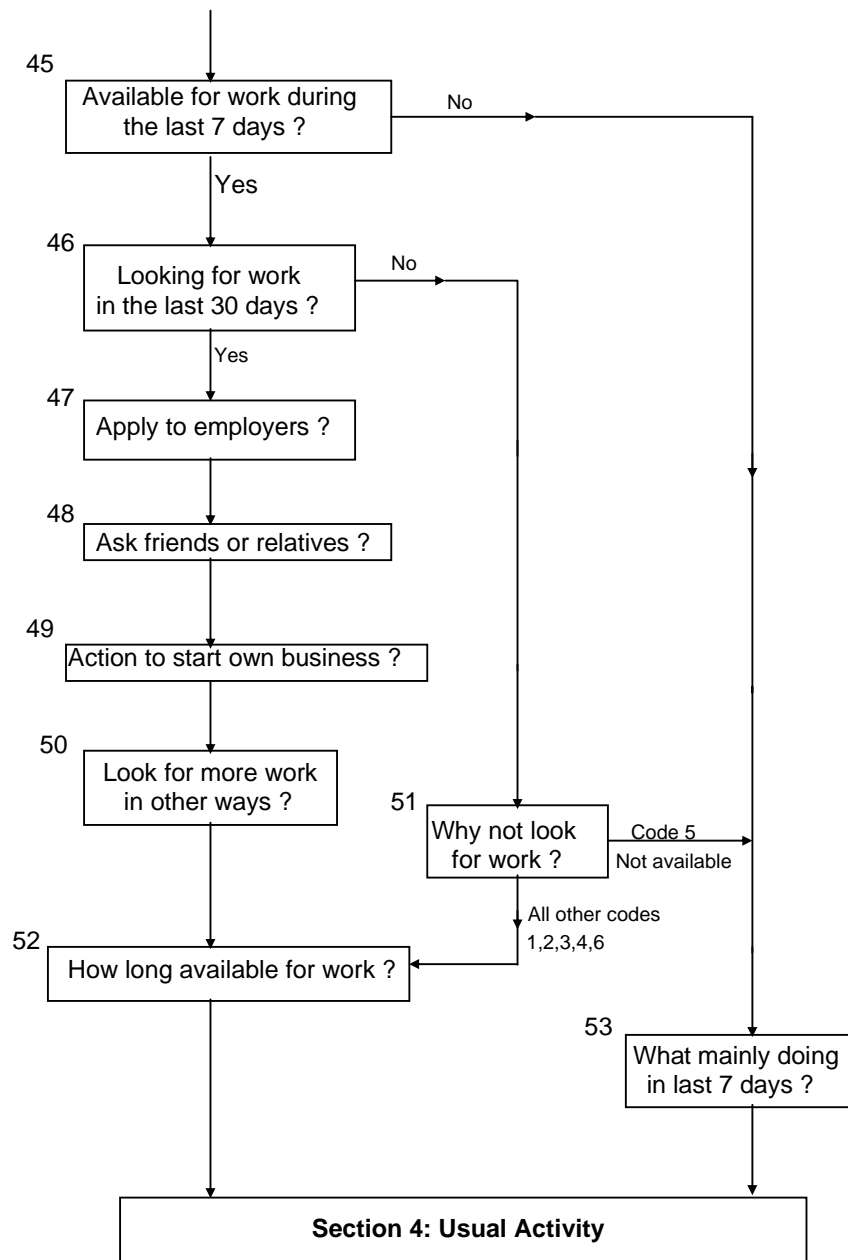 45
Available for work during
the last 7 days ?
No
Yes
46
Looking for work
in the last 30 days ?
No
Yes
47
Apply to employers ?
48
Ask friends or relatives ?
49
Action to start own business ?
50
Look for more work
in other ways ?
51
Why not look
for work ?
Code 5
Not available
All other codes
1,2,3,4,6
52
How long available for work ?
53
What mainly doing
in last 7 days ?
Section 4: Usual Activity